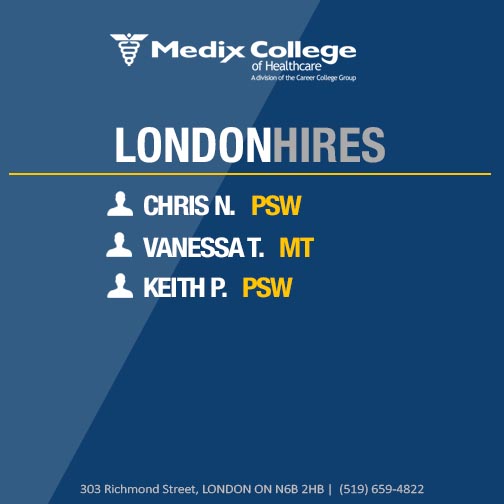 Medix College
of Healthcare
A division of the Career College Group
LONDONHIRES
CHRIS N. PSW
VANESSA T. MT
KEITH P. PSW
303 Richmond Street, LONDON ON N6B 2HB | (519) 659-4822